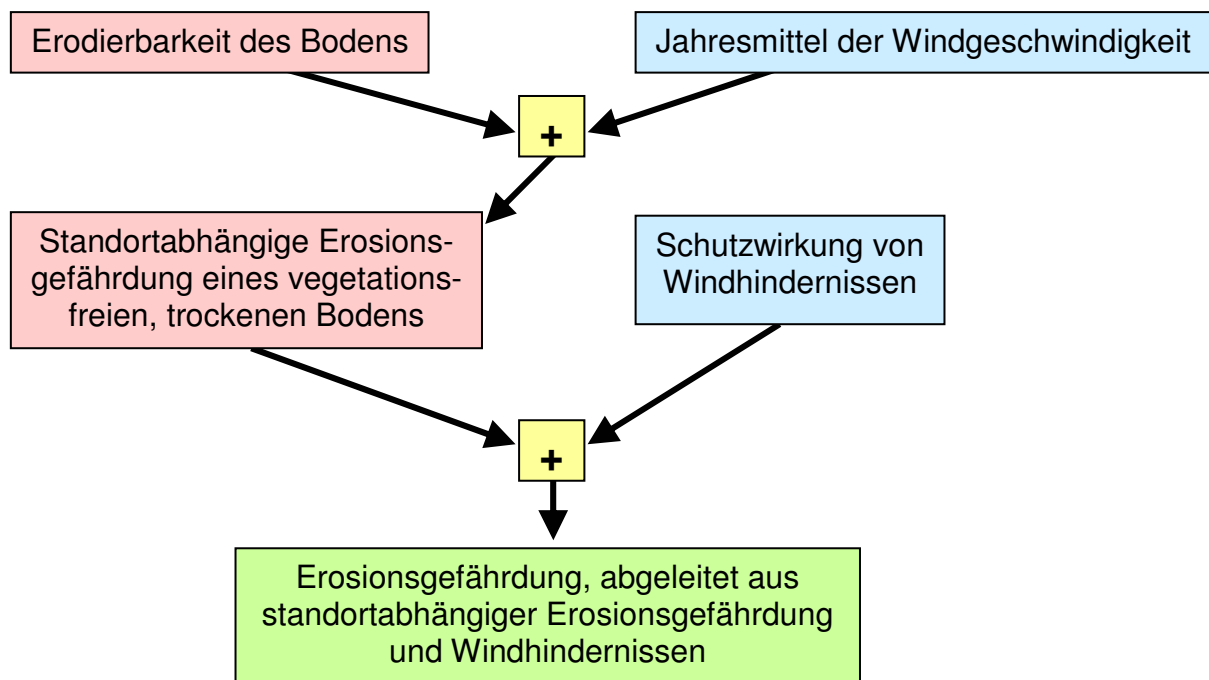 Erodierbarkeit des Bodens
Jahresmittel der Windgeschwindigkeit
+
Standortabhängige Erosions-
gefährdung eines vegetations-
freien, trockenen Bodens
Schutzwirkung von
Windhindernissen
+
Erosionsgefährdung, abgeleitet aus
standortabhängiger Erosionsgefährdung
und Windhindernissen